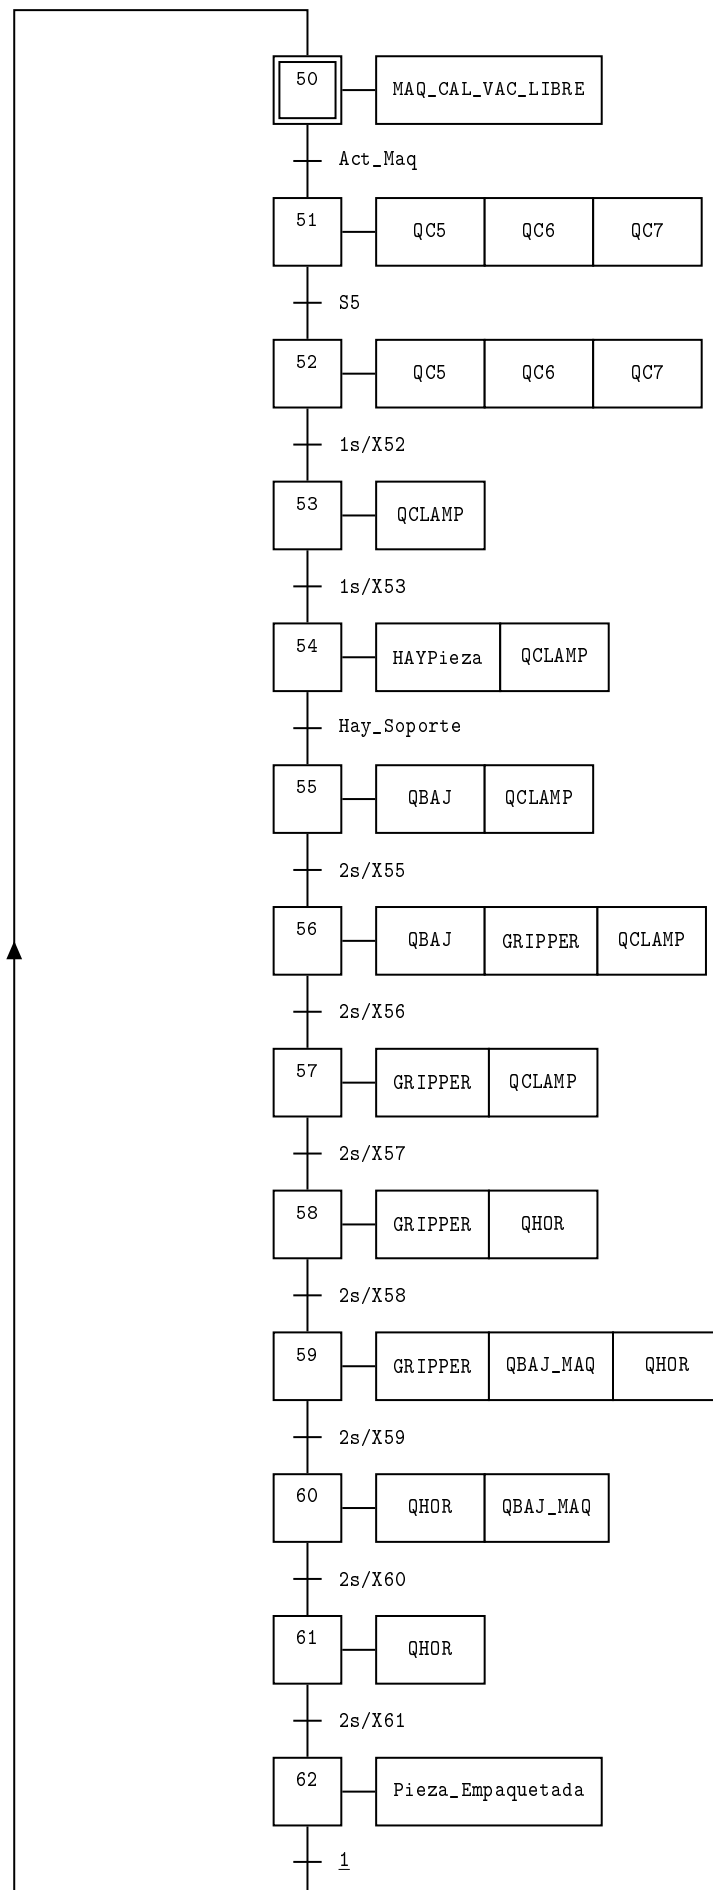 50 MAQ_CAL_VAC_LIBRE
Act_Maq
51 QC5 QC6 QC7
S5
52 QC5 QC6 QC7
1s/X52
53 QCLAMP
1s/X53
54 HAYPieza QCLAMP
Hay_Soporte
55 QBAJ QCLAMP
2s/X55
56 QBAJ GRIPPER QCLAMP
2s/X56
57 GRIPPER QCLAMP
2s/X57
58 GRIPPER QHOR
2s/X58
59 GRIPPER QBAJ_MAQ QHOR
2s/X59
60 QHOR QBAJ_MAQ
2s/X60
61 QHOR
2s/X61
62 Pieza_Empaquetada
1